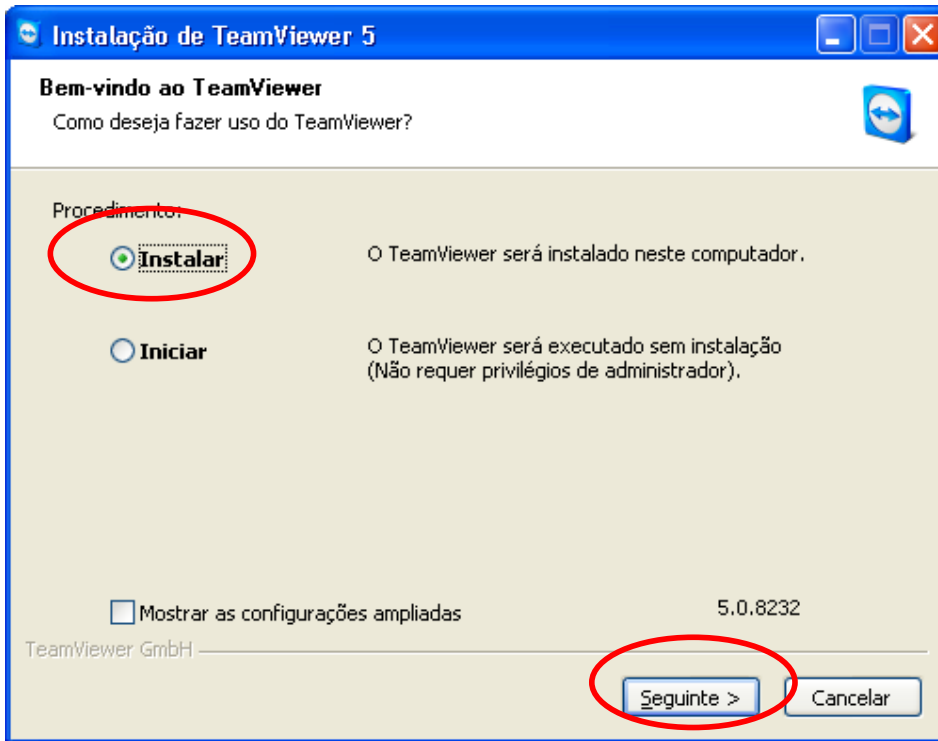 Instalação de TeamViewer 5
Bem-vindo ao TeamViewer
Como deseja fazer uso do TeamViewer?
Procedimento:
Instalar
O TeamViewer será instalado neste computador.
Iniciar
O TeamViewer será executado sem instalação
(Não requer privilégios de administrador).
Mostrar as configurações ampliadas
5.0.8232
TeamViewer GmbH
Seguinte >
Cancelar